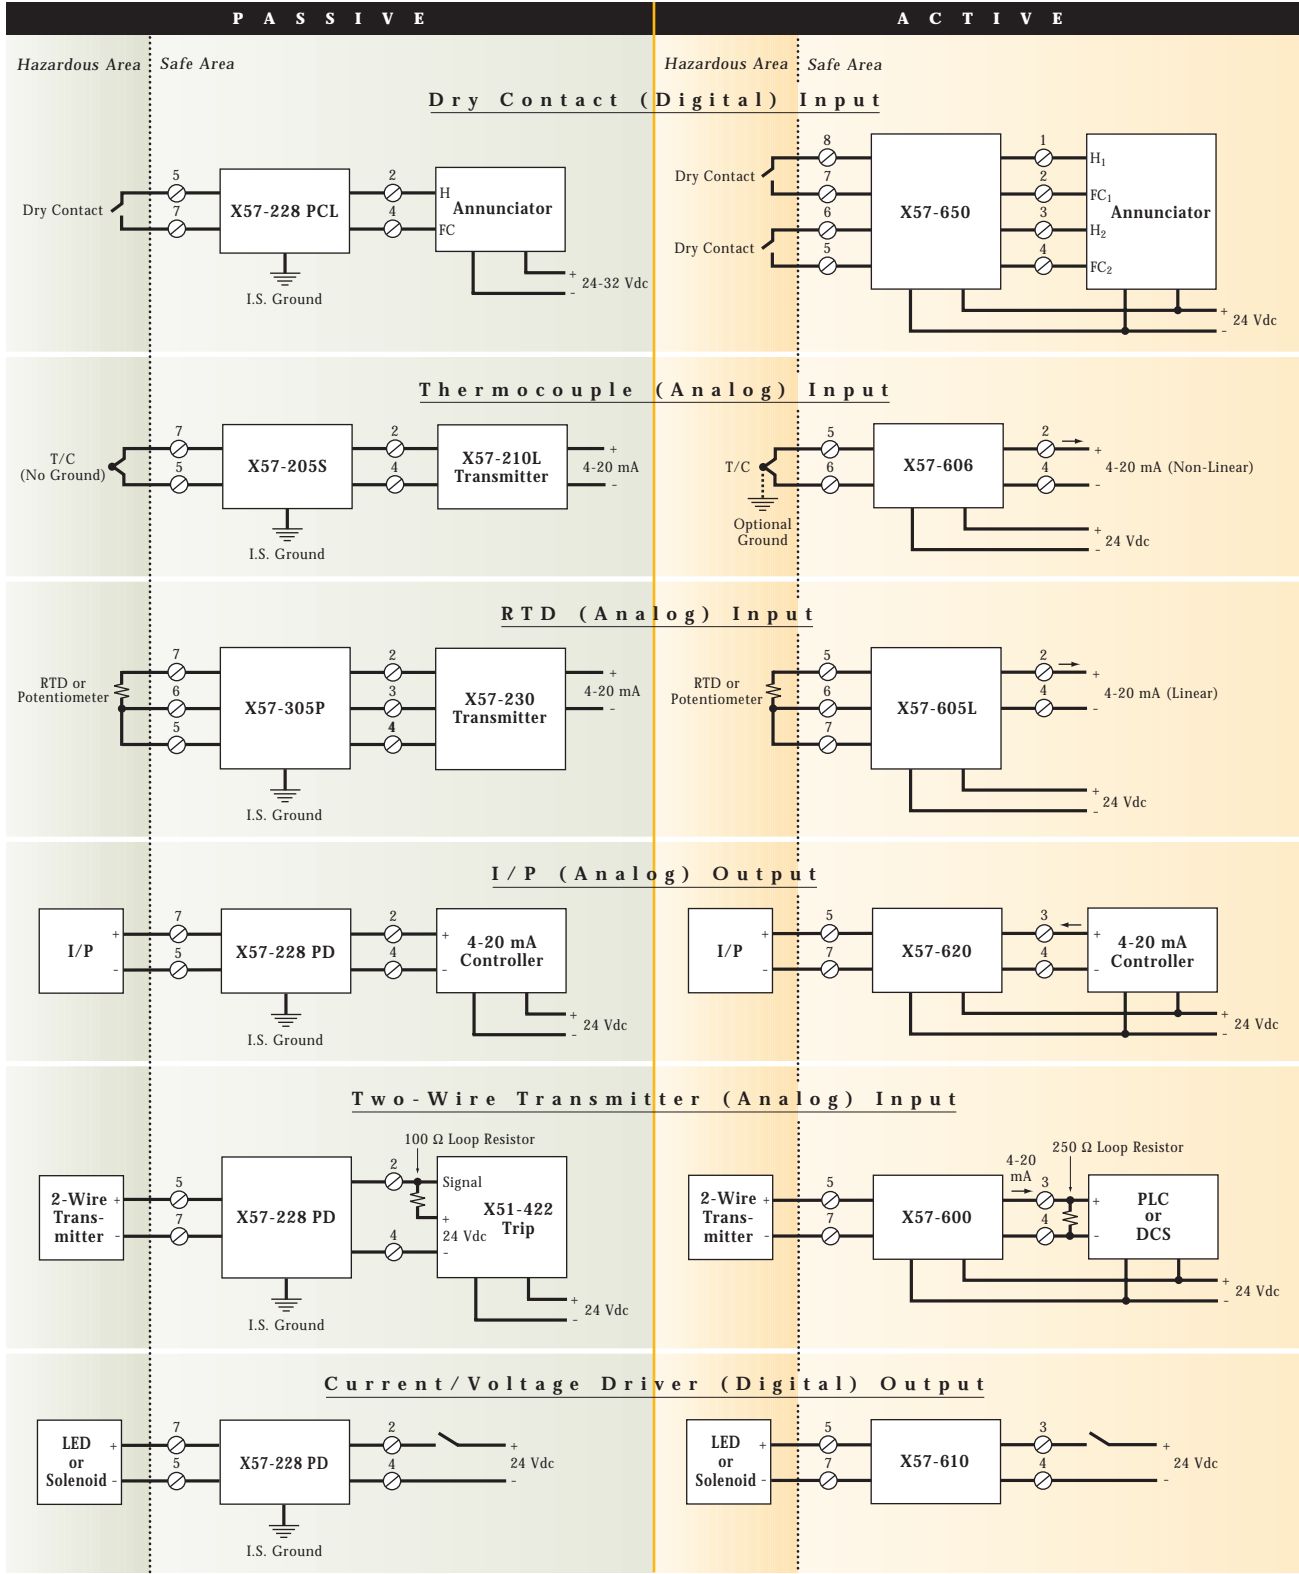 PASSIVE
ACTIVE
Hazardous Area
Safe Area
Hazardous Area
Safe Area
Dry Contact (Digital) Input
Dry Contact
5
7
X57-228 PCL
2
4
H
FC
Annunciator
+
-
24-32 Vdc
I.S. Ground
Dry Contact
Dry Contact
8
7
6
5
X57-650
1
2
3
4
H1
FC1
H2
FC2
Annunciator
+
-
24 Vdc
Thermocouple (Analog) Input
T/C
(No Ground)
7
5
X57-205S
2
4
X57-210L
Transmitter
+
4-20 mA
-
I.S. Ground
T/C
Optional
Ground
5
6
X57-606
2
4
+
4-20 mA (Non-Linear)
-
+
24 Vdc
-
RTD (Analog) Input
RTD or
Potentiometer
7
6
5
X57-305P
2
3
4
X57-230
Transmitter
+
4-20 mA
-
I.S. Ground
RTD or
Potentiometer
5
6
7
X57-605L
2
4
+
4-20 mA (Linear)
-
+
24 Vdc
-
I/P (Analog) Output
I/P
+
-
7
5
X57-228 PD
2
4
+
-
4-20 mA
Controller
+
24 Vdc
-
I.S. Ground
I/P
+
-
5
7
X57-620
3
4
+
-
4-20 mA
Controller
+
24 Vdc
-
Two-Wire Transmitter (Analog) Input
2-Wire
Trans-
mitter
+
-
5
7
X57-228 PD
100 Ω Loop Resistor
2
4
Signal
+
24 Vdc
-
X51-422
Trip
+
24 Vdc
-
I.S. Ground
2-Wire
Trans-
mitter
+
-
5
7
X57-600
4-20
mA
3
4
250 Ω Loop Resistor
+
-
PLC
or
DCS
+
24 Vdc
-
Current/Voltage Driver (Digital) Output
LED
or
Solenoid
+
-
7
5
X57-228 PD
2
4
+
24 Vdc
-
I.S. Ground
LED
or
Solenoid
+
-
5
7
X57-610
3
4
+
24 Vdc
-